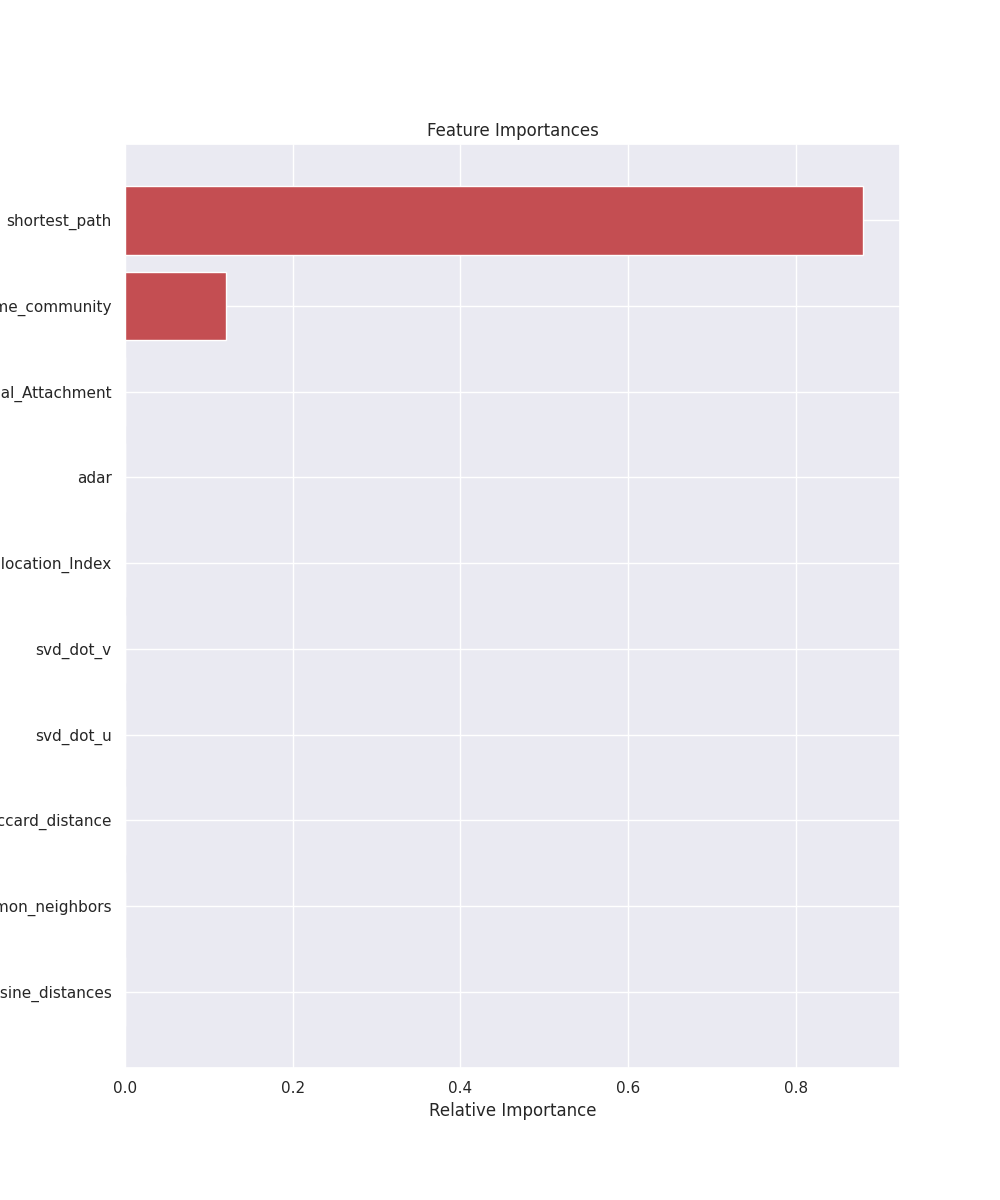 Feature Importances
shortest_path
me_community
al_Attachment
adar
location_Index
svd_dot_v
svd_dot_u
ccard_distance
mon_neighbors
sine_distances
0.0 0.2 0.4 0.6 0.8
Relative Importance